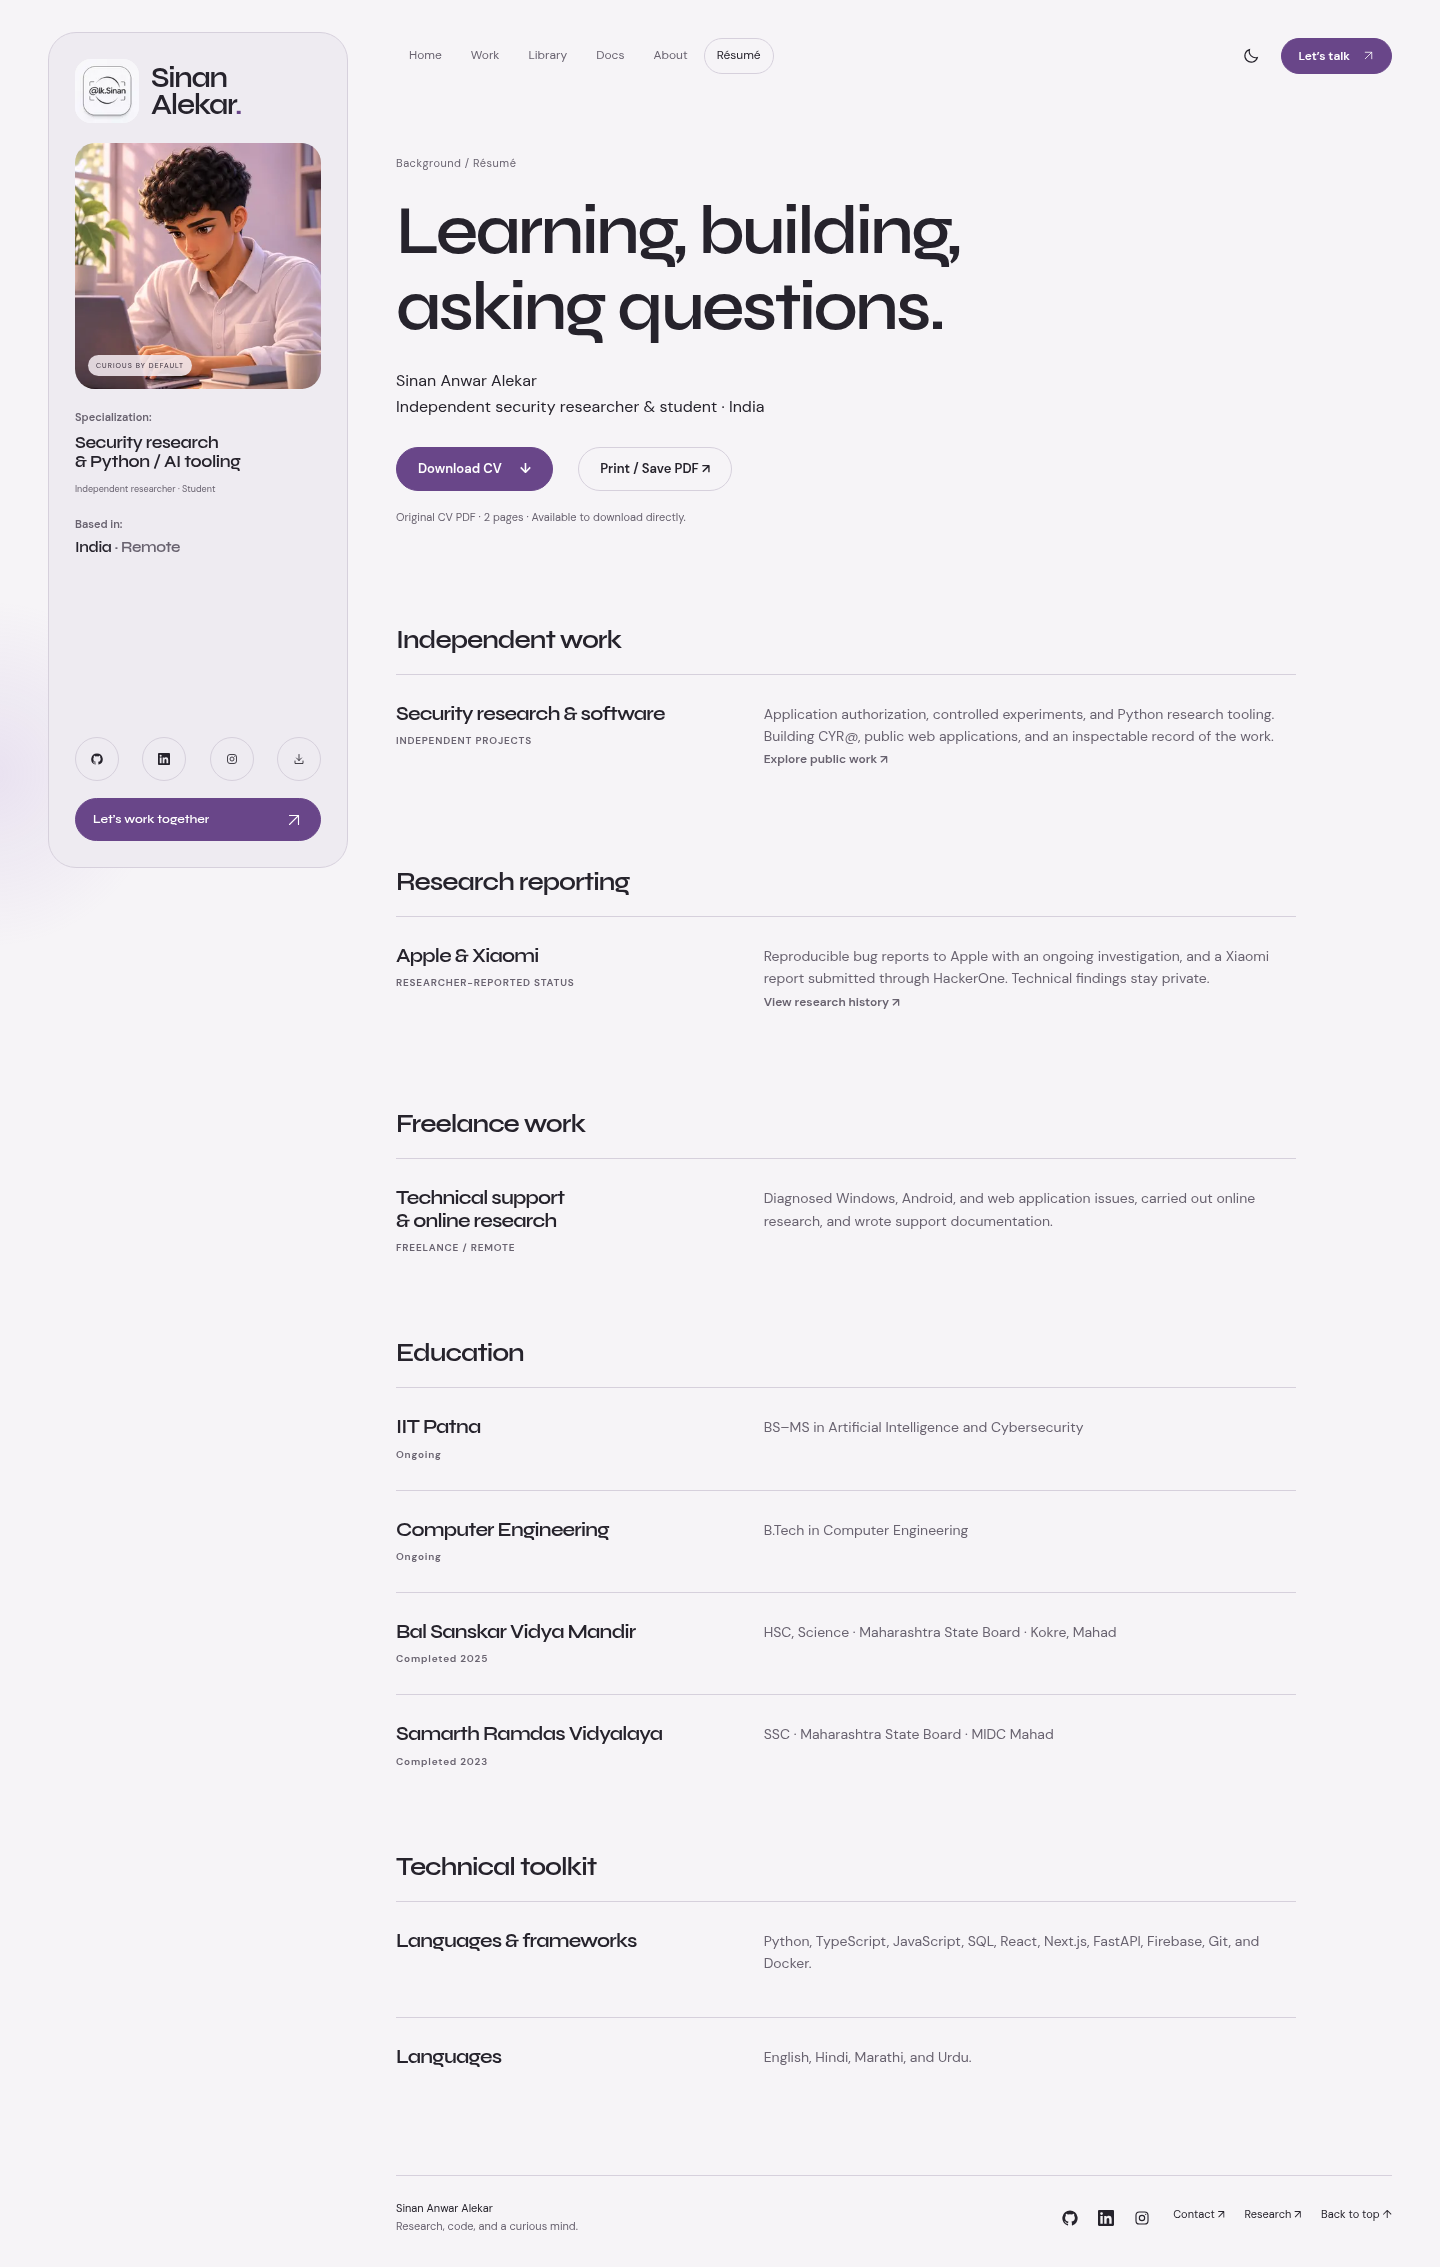 @Ik.Sinan
Sinan
Alekar.
CURIOUS BY DEFAULT
Specialization:
Security research
& Python / AI tooling
Independent researcher · Student
Based in:
India · Remote
Let's work together
Home Work Library Docs About Résumé
Let's talk
Background / Résumé
Learning, building,
asking questions.
Sinan Anwar Alekar
Independent security researcher & student · India
Download CV ↓
Print / Save PDF ↗
Original CV PDF · 2 pages · Available to download directly.
Independent work
Security research & software
INDEPENDENT PROJECTS
Application authorization, controlled experiments, and Python research tooling.
Building CYR@, public web applications, and an inspectable record of the work.
Explore public work ↗
Research reporting
Apple & Xiaomi
RESEARCHER-REPORTED STATUS
Reproducible bug reports to Apple with an ongoing investigation, and a Xiaomi
report submitted through HackerOne. Technical findings stay private.
View research history ↗
Freelance work
Technical support
& online research
FREELANCE / REMOTE
Diagnosed Windows, Android, and web application issues, carried out online
research, and wrote support documentation.
Education
IIT Patna
Ongoing
BS–MS in Artificial Intelligence and Cybersecurity
Computer Engineering
Ongoing
B.Tech in Computer Engineering
Bal Sanskar Vidya Mandir
Completed 2025
HSC, Science · Maharashtra State Board · Kokre, Mahad
Samarth Ramdas Vidyalaya
Completed 2023
SSC · Maharashtra State Board · MIDC Mahad
Technical toolkit
Languages & frameworks
Python, TypeScript, JavaScript, SQL, React, Next.js, FastAPI, Firebase, Git, and
Docker.
Languages
English, Hindi, Marathi, and Urdu.
Sinan Anwar Alekar
Research, code, and a curious mind.
Contact ↗ Research ↗ Back to top ↑